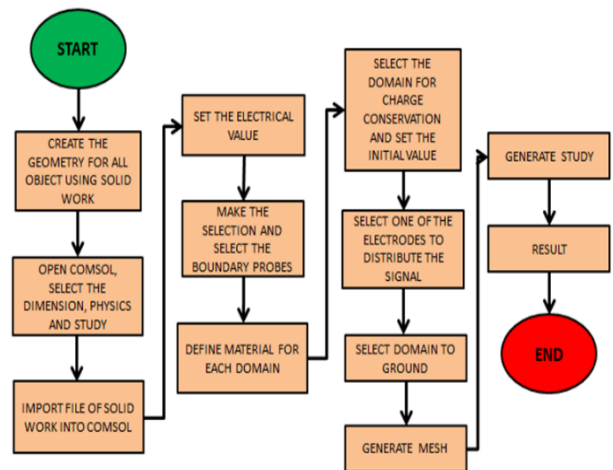 START
CREATE THE
GEOMETRY FOR ALL
OBJECT USING SOLID
WORK
OPEN COMSOL,
SELECT THE
DIMENSION, PHYSICS
AND STUDY
IMPORT FILE OF SOLID
WORK INTO COMSOL
SET THE ELECTRICAL
VALUE
MAKE THE
SELECTION AND
SELECT THE
BOUNDARY PROBES
DEFINE MATERIAL FOR
EACH DOMAIN
SELECT THE
DOMAIN FOR
CHARGE
CONSERVATION
AND SET THE
INITIAL VALUE
SELECT ONE OF THE
ELECTRODES TO
DISTRIBUTE THE
SIGNAL
SELECT DOMAIN TO
GROUND
GENERATE MESH
GENERATE STUDY
RESULT
END